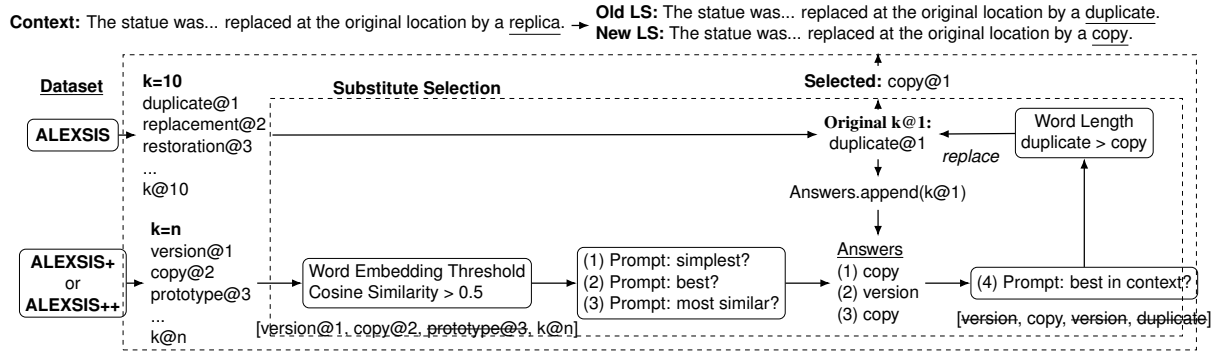 Context: The statue was... replaced at the original location by a replica.
Old LS: The statue was... replaced at the original location by a duplicate.
New LS: The statue was... replaced at the original location by a copy.
Dataset
k=10
duplicate@1
replacement@2
restoration@3
...
k@10
ALEXSIS
Substitute Selection
Selected: copy@1
Original k@1:
duplicate@1
replace
Word Length
duplicate > copy
Answers.append(k@1)
k=n
version@1
copy@2
prototype@3
...
k@n
ALEXSIS+
or
ALEXSIS++
Word Embedding Threshold
Cosine Similarity > 0.5
[version@1, copy@2, prototype@3, k@n]
(1) Prompt: simplest?
(2) Prompt: best?
(3) Prompt: most similar?
Answers
(1) copy
(2) version
(3) copy
(4) Prompt: best in context?
[version, copy, version, duplicate]